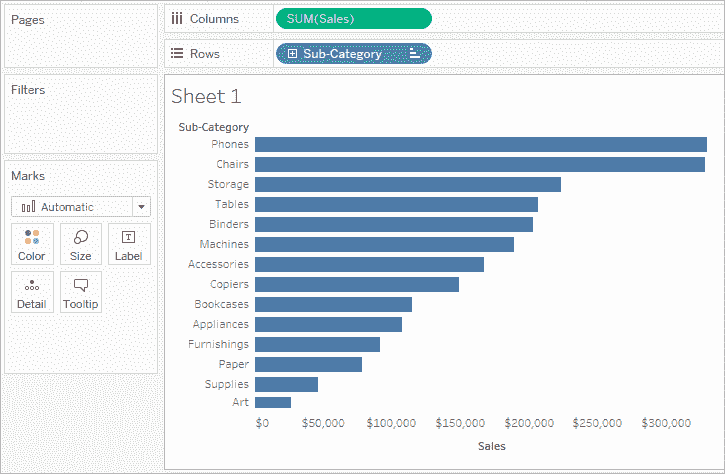 Pages
Columns
SUM(Sales)
Rows
Sub-Category
Filters
Marks
Automatic
Color
Size
T
Label
Detail
Tooltip
Sheet 1
Sub-Category
Phones
Chairs
Storage
Tables
Binders
Machines
Accessories
Copiers
Bookcases
Appliances
Furnishings
Paper
Supplies
Art
$0 $50,000 $100,000 $150,000 $200,000 $250,000 $300,000
Sales